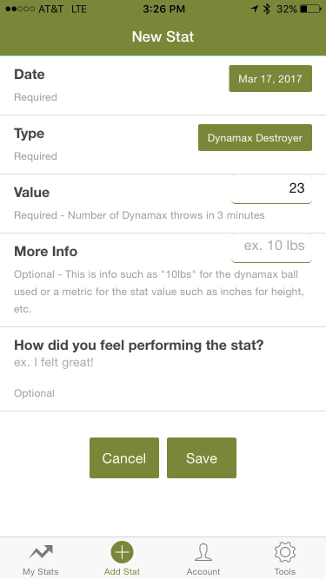 AT&T LTE 3:26 PM 32%
New Stat
Date
Mar 17, 2017
Required
Type
Dynamax Destroyer
Required
Value
23
Required - Number of Dynamax throws in 3 minutes
More Info
ex. 10 lbs
Optional - This is info such as "10lbs" for the dynamax ball
used or a metric for the stat value such as inches for height,
etc.
How did you feel performing the stat?
ex. I felt great!
Optional
Cancel Save
My Stats Add Stat Account Tools